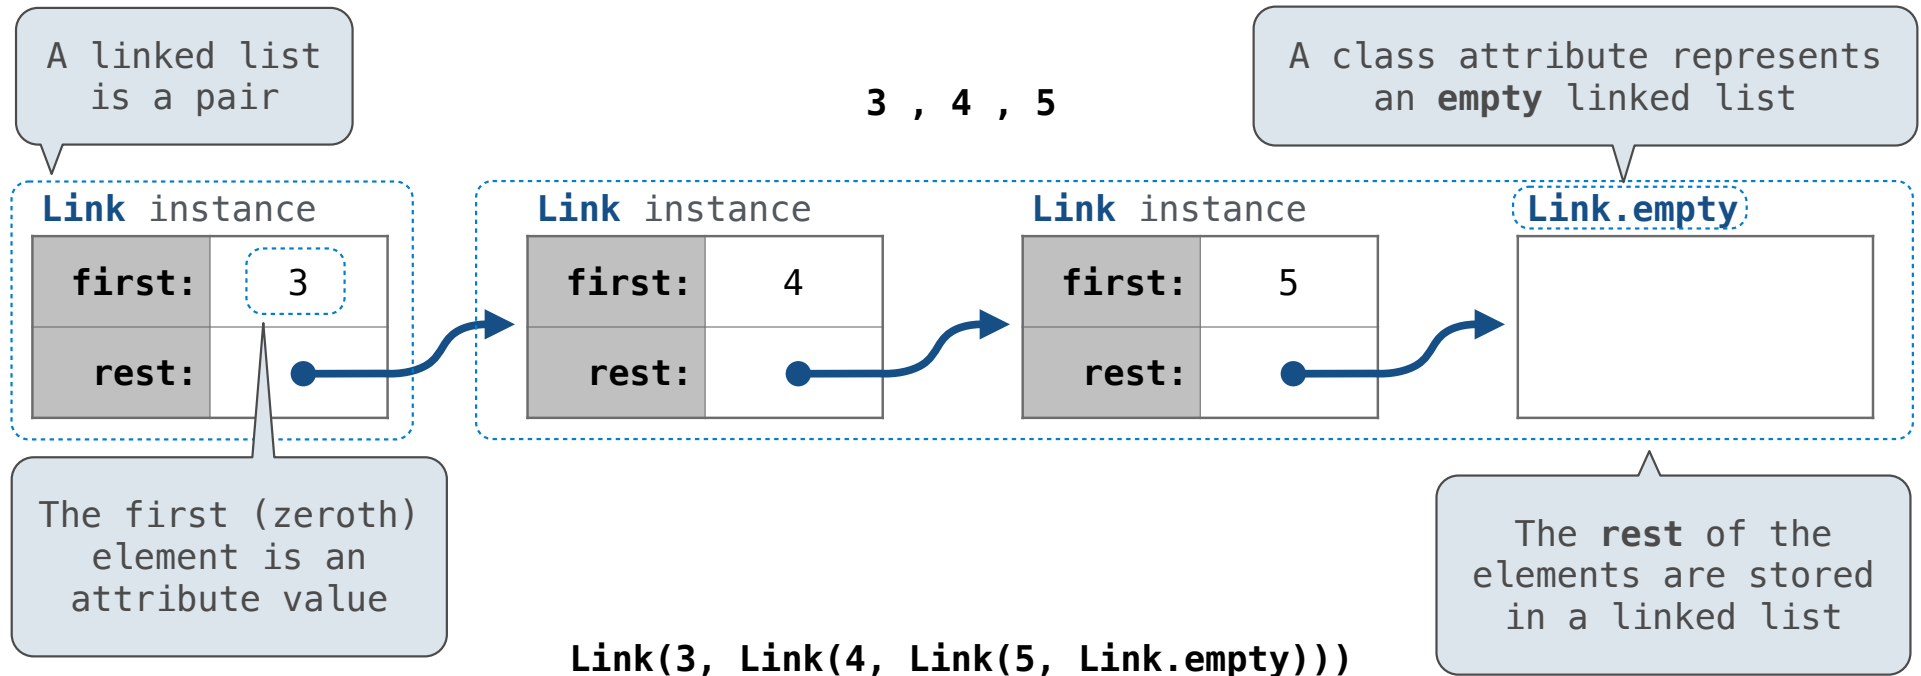 A linked list
is a pair
3 , 4 , 5
A class attribute represents
an empty linked list
Link instance
first: 3
rest:
Link instance
first: 4
rest:
Link instance
first: 5
rest:
Link.empty
The first (zeroth)
element is an
attribute value
The rest of the
elements are stored
in a linked list
Link(3, Link(4, Link(5, Link.empty)))